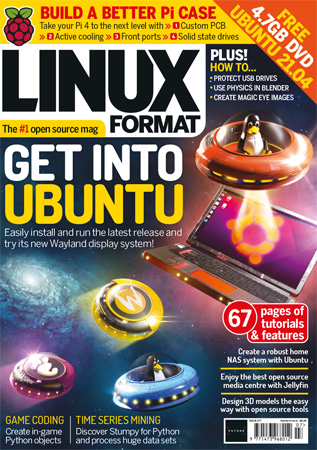 BUILD A BETTER Pi CASE
Take your Pi 4 to the next level with » 1 Custom PCB
» 2 Active cooling » 3 Front ports » 4 Solid state drives
FREE
4.7GB DVD
UBUNTU 21.04
LINUX
FORMAT
The #1 open source mag
PLUS!
HOW TO...
• PROTECT USB DRIVES
• USE PHYSICS IN BLENDER
• CREATE MAGIC EYE IMAGES
GET INTO
UBUNTU
Easily install and run the latest release and
try its new Wayland display system!
W
67 pages of
tutorials
& features
Create a robust home
NAS system with Ubuntu
Enjoy the best open source
media centre with Jellyfin
Design 3D models the easy
way with open source tools
GAME CODING
Create in-game
Python objects
TIME SERIES MINING
Discover Stumpy for Python
and process huge data sets
FUTURE
07
9 771473 968012